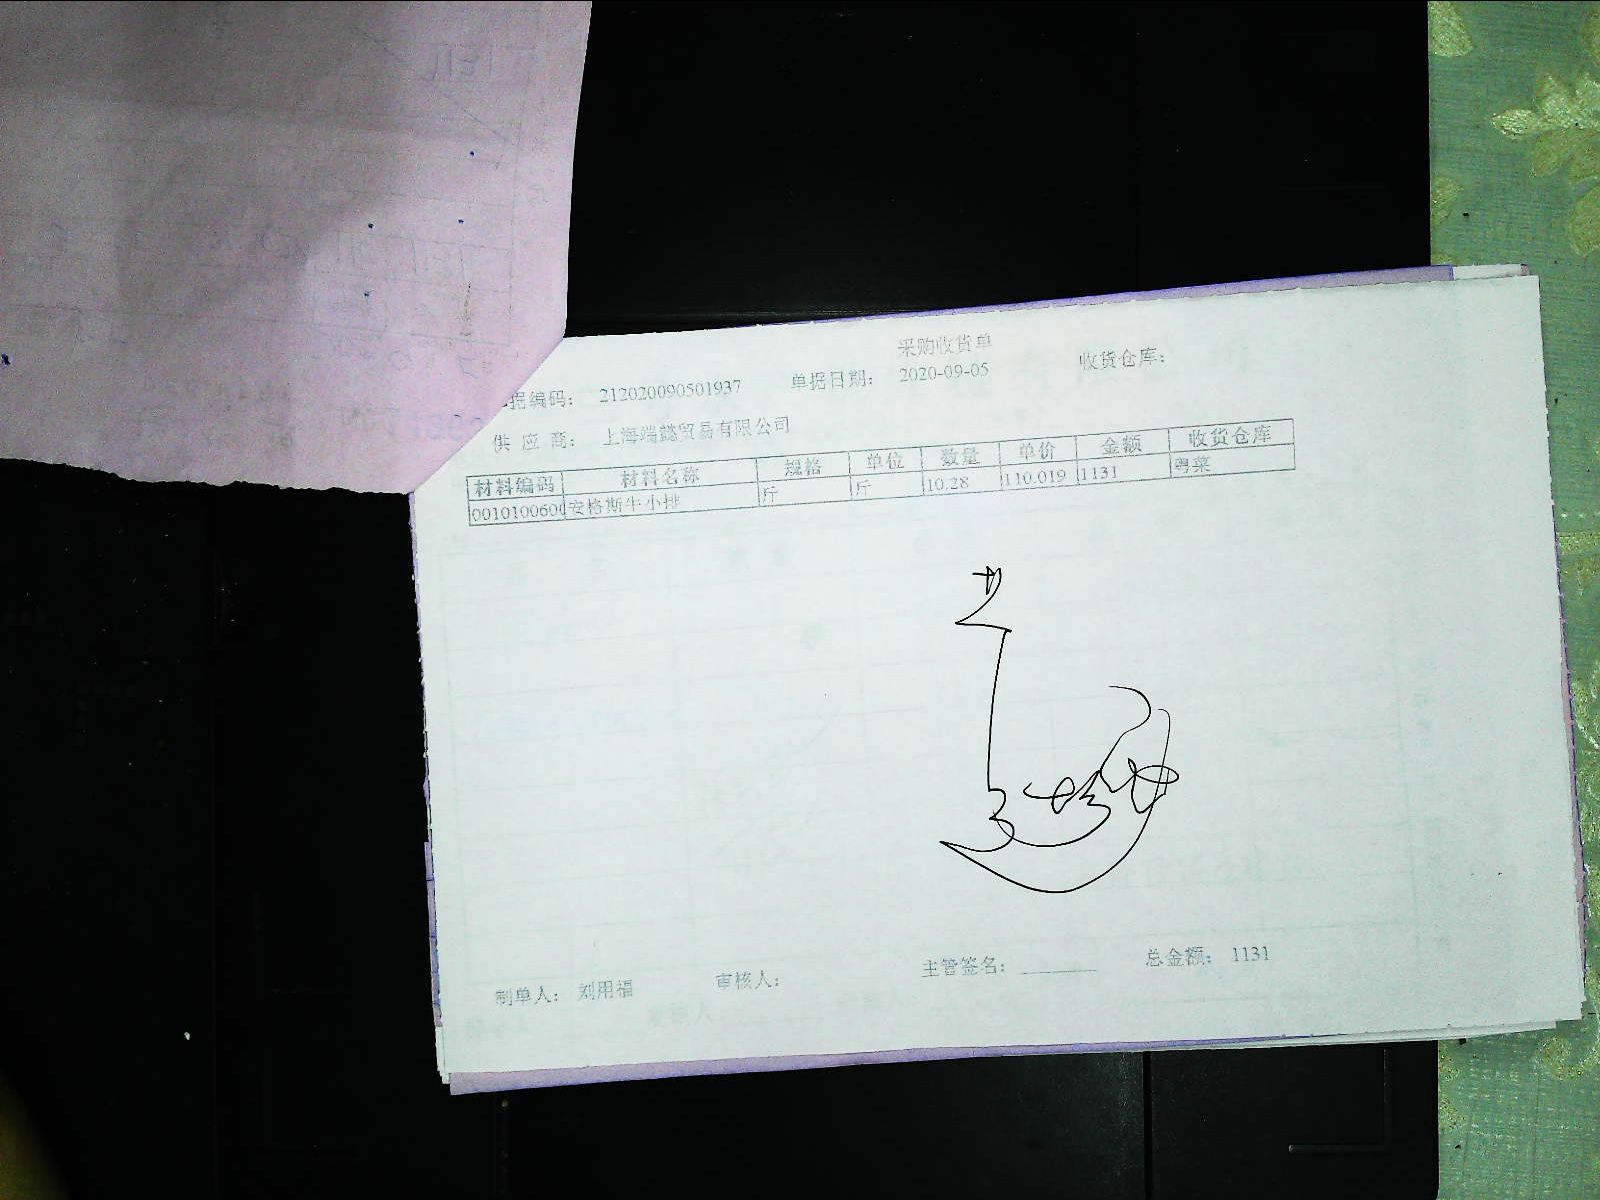 采购收货单
据编码： 212020090501937 单据日期： 2020-09-05 收货仓库：
供 应 商： 上海端懿贸易有限公司
材料编码 材料名称 规格 单位 数量 单价 金额 收货仓库
0010100600 安格斯牛小排 斤 斤 10.28 110.019 1131 粤菜
制单人： 刘用福 审核人： 主管签名： 总金额： 1131